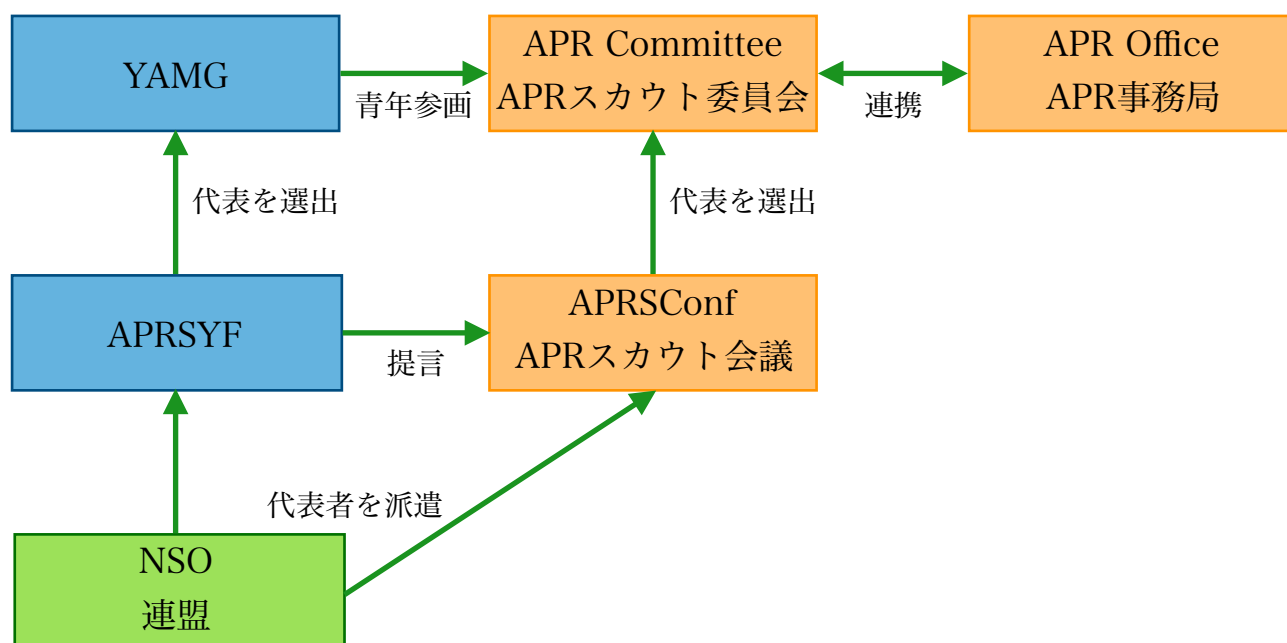 YAMG
青年参画
APR Committee
APRスカウト委員会
連携
APR Office
APR事務局
代表を選出
代表を選出
APRSYF
提言
APRSConf
APRスカウト会議
代表者を派遣
NSO
連盟